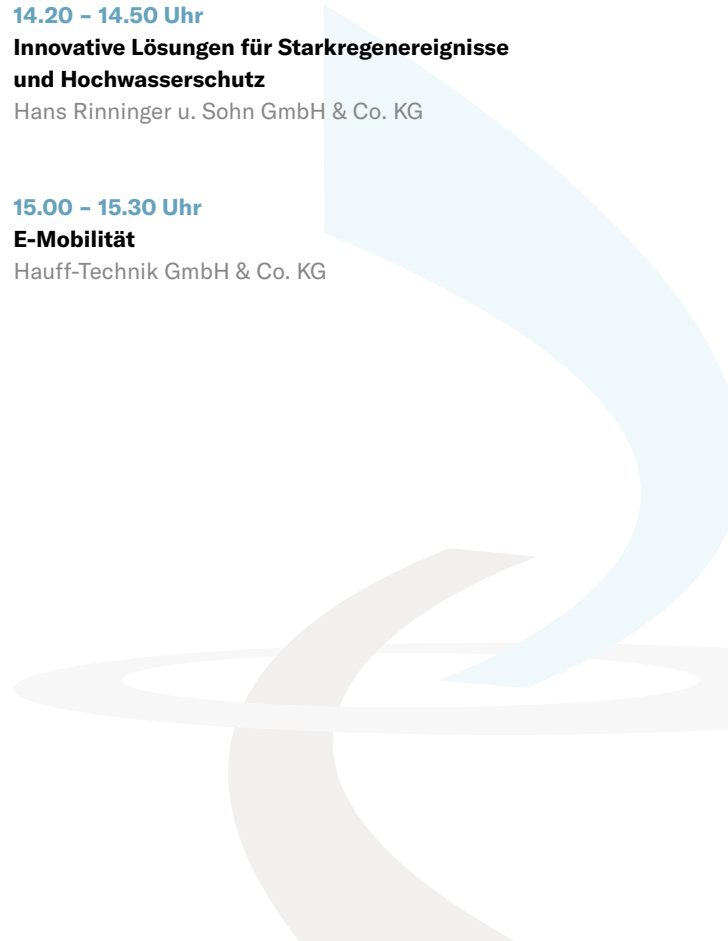 14.20 – 14.50 Uhr
Innovative Lösungen für Starkregenereignisse
und Hochwasserschutz
Hans Rinninger u. Sohn GmbH & Co. KG
15.00 – 15.30 Uhr
E-Mobilität
Hauff-Technik GmbH & Co. KG